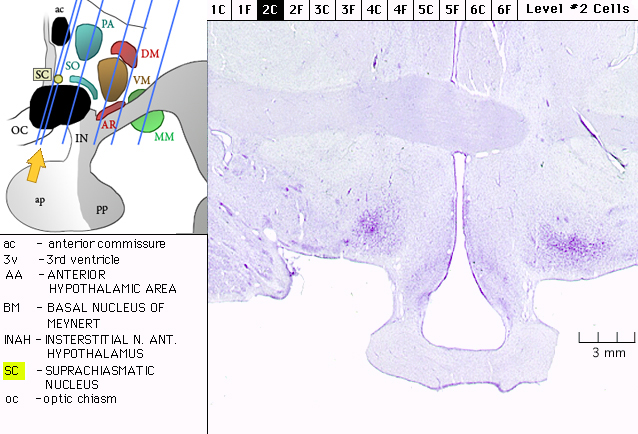 1C 1F 2C 2F 3C 3F 4C 4F 5C 5F 6C 6F Level #2 Cells
ac
PA
DM
SO
SC
VM
OC
IN
AR
MM
ap
pp
ac - anterior commissure
3v - 3rd ventricle
AA - ANTERIOR
HYPOTHALAMIC AREA
BM - BASAL NUCLEUS OF
MEYNERT
INAH - INSTERSTITIAL N. ANT.
HYPOTHALAMUS
SC - SUPRACHIASMATIC
NUCLEUS
oc - optic chiasm
3 mm